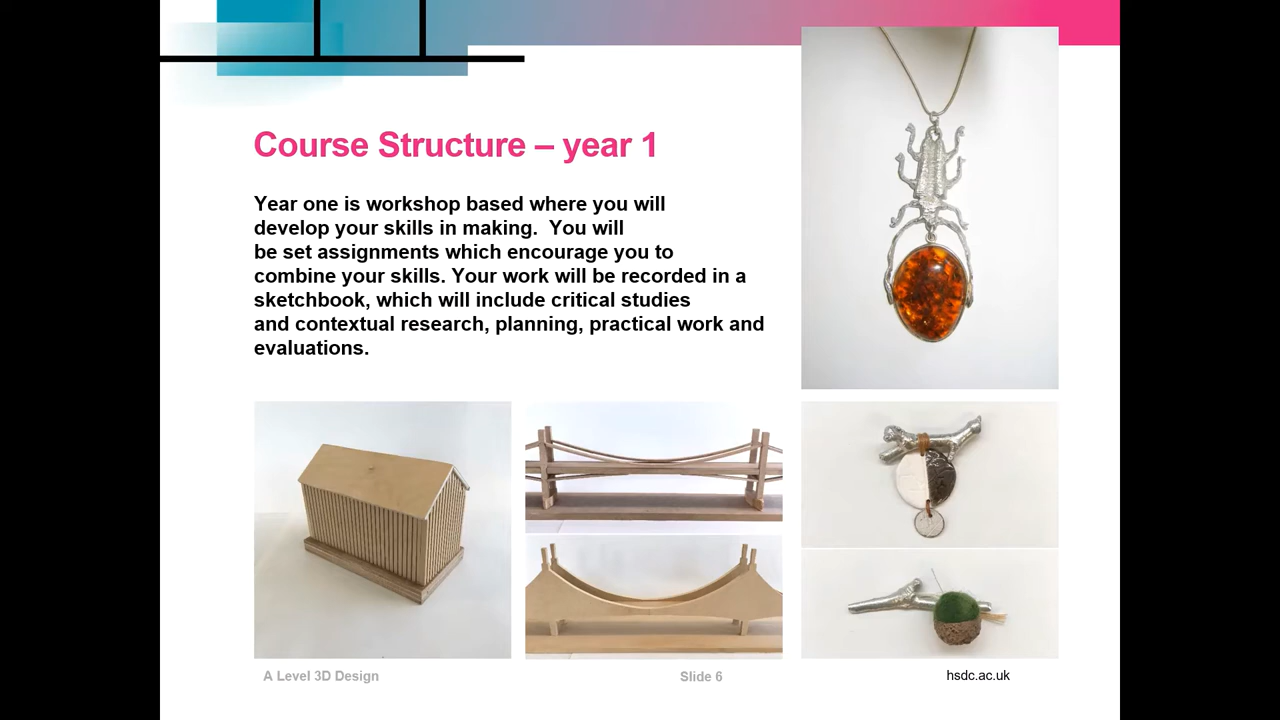 Course Structure – year 1
Year one is workshop based where you will
develop your skills in making.  You will
be set assignments which encourage you to
combine your skills. Your work will be recorded in a
sketchbook, which will include critical studies
and contextual research, planning, practical work and
evaluations.
A Level 3D Design
Slide 6
hsdc.ac.uk